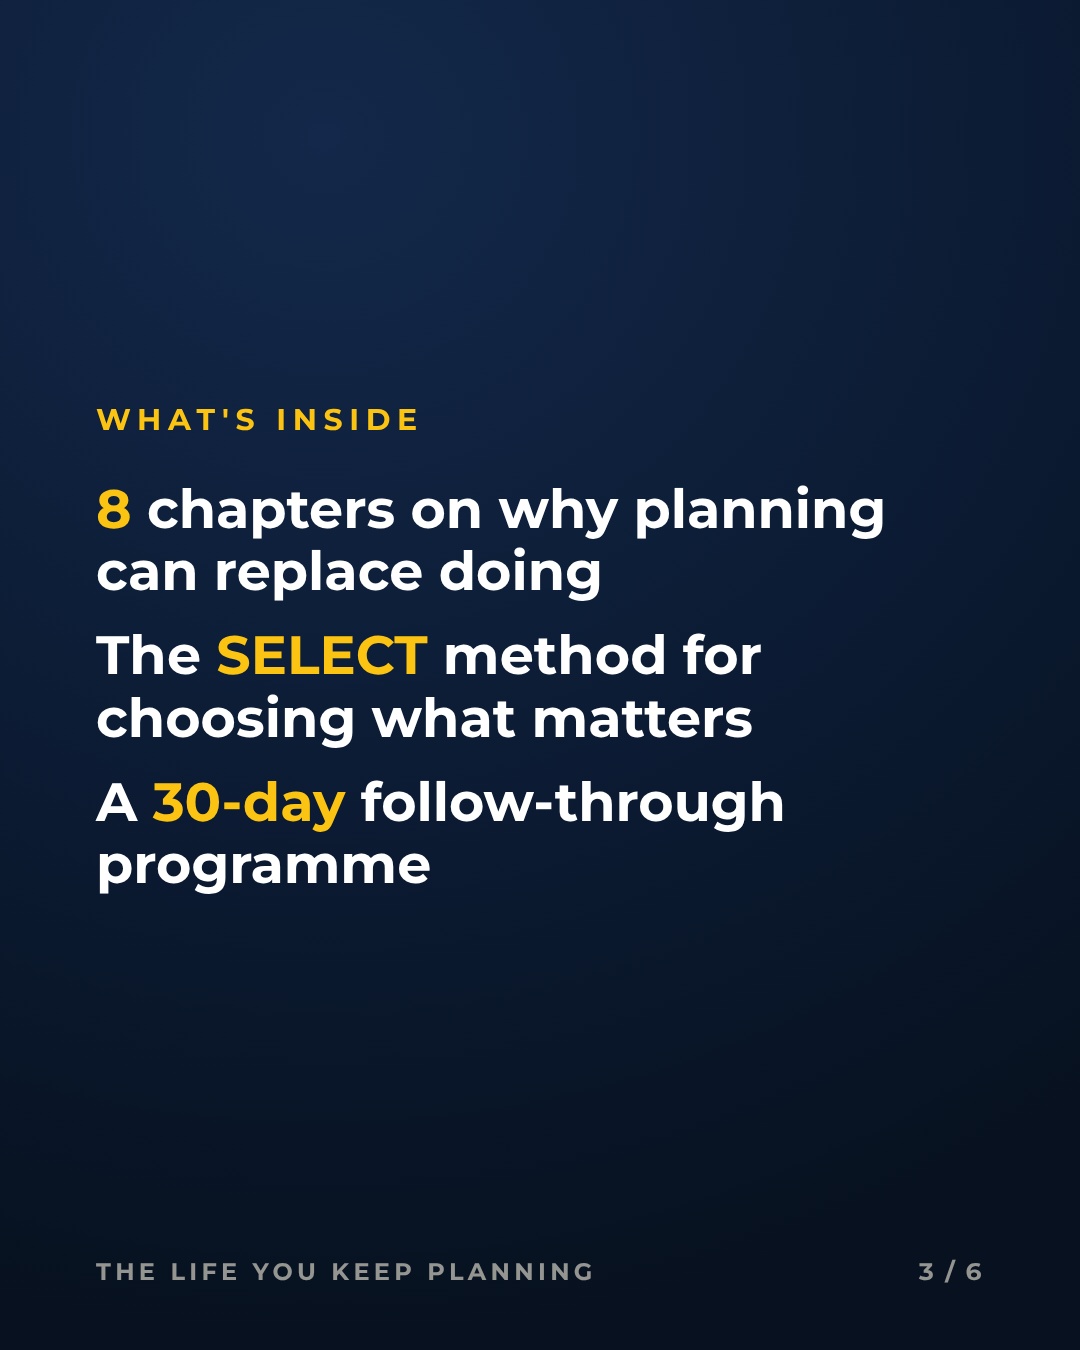 WHAT'S INSIDE
8 chapters on why planning
can replace doing
The SELECT method for
choosing what matters
A 30-day follow-through
programme
THE LIFE YOU KEEP PLANNING
3 / 6